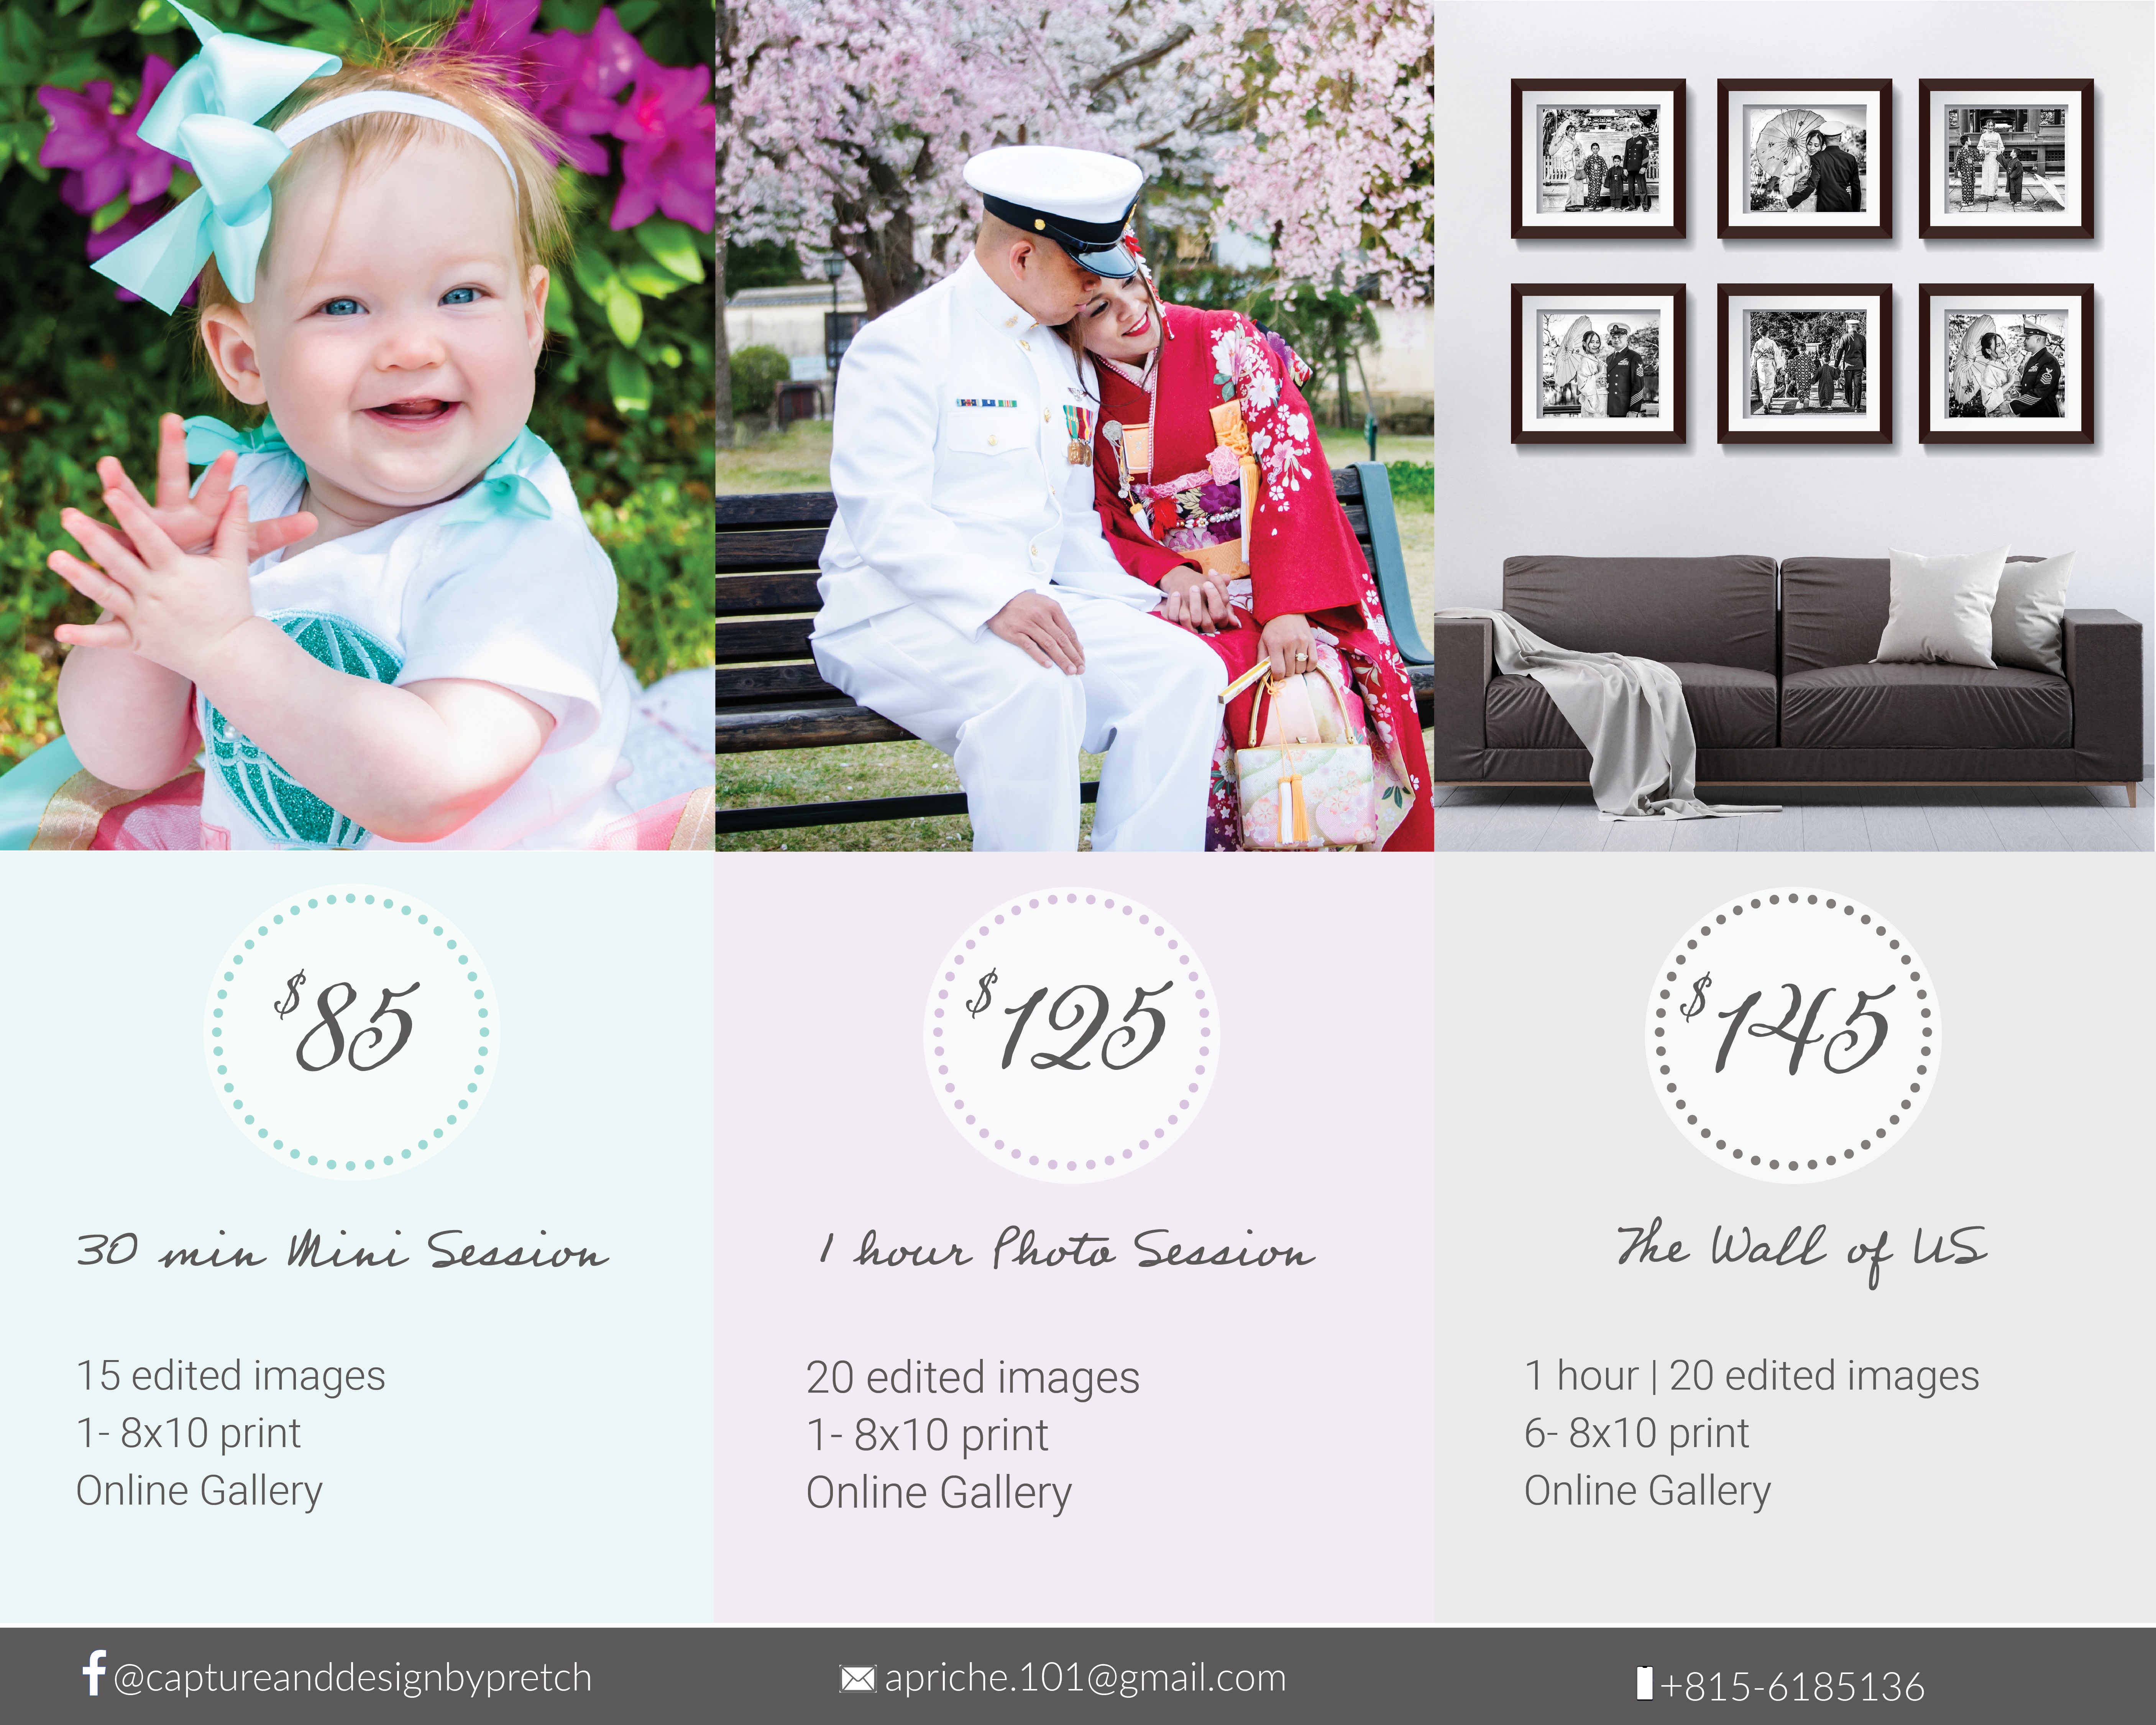 $85
30 min Mini Session
15 edited images
1- 8x10 print
Online Gallery
$125
1 hour Photo Session
20 edited images
1- 8x10 print
Online Gallery
$145
The Wall of US
1 hour | 20 edited images
6- 8x10 print
Online Gallery
f @captureanddesignbypretch
apriche.101@gmail.com
+815-6185136